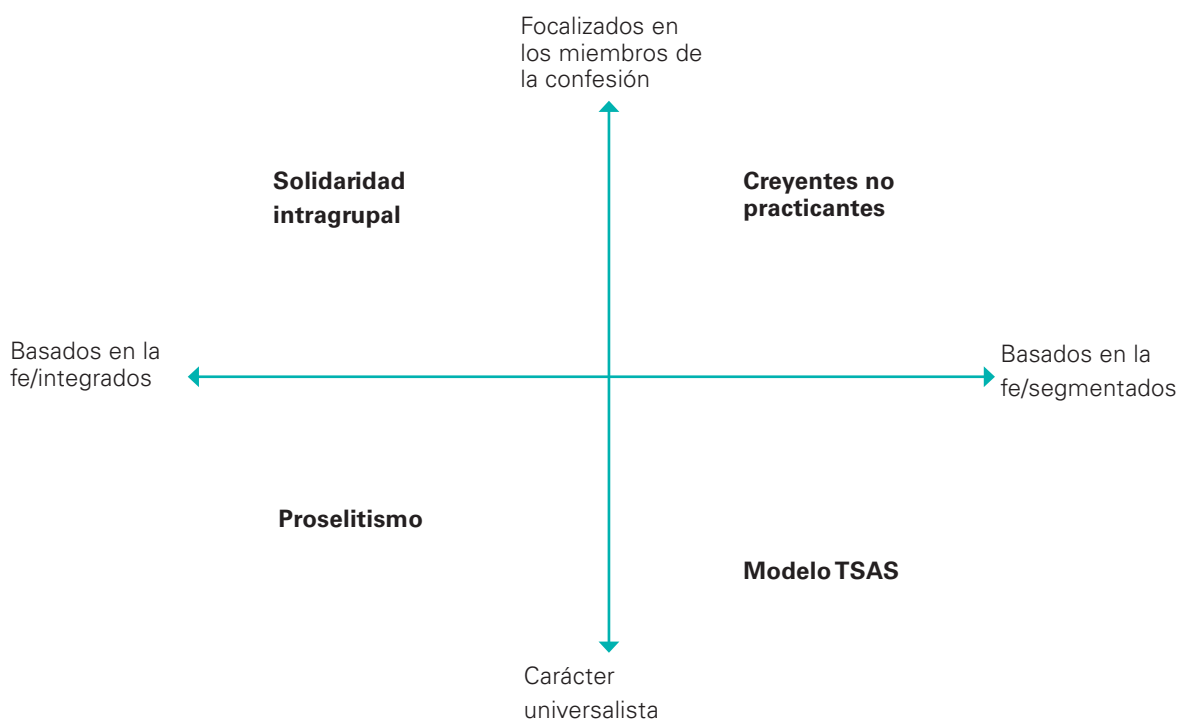 Focalizados en
los miembros de
la confesión
Solidaridad
intragrupal
Creyentes no
practicantes
Basados en la
fe/integrados
Basados en la
fe/segmentados
Proselitismo
Modelo TSAS
Carácter
universalista